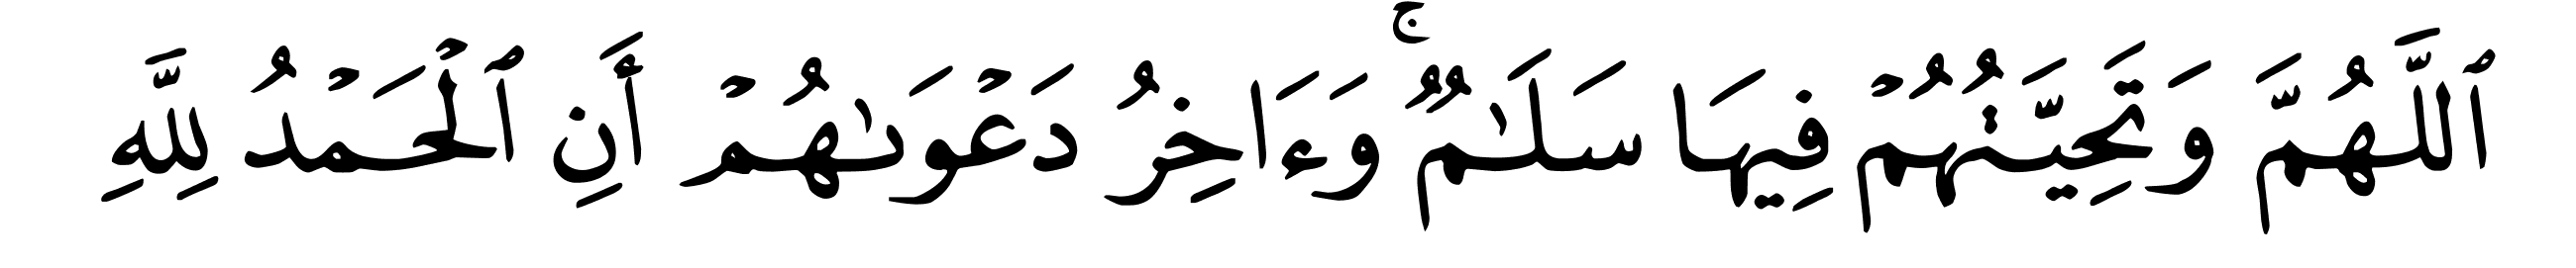 ٱللَّهُمَّ وَتَحِيَّتُهُمْ فِيهَا سَلَـٰمٌۭ ۚ وَءَاخِرُ دَعْوَىٰهُمْ أَنِ ٱلْحَمْدُ لِلَّهِ